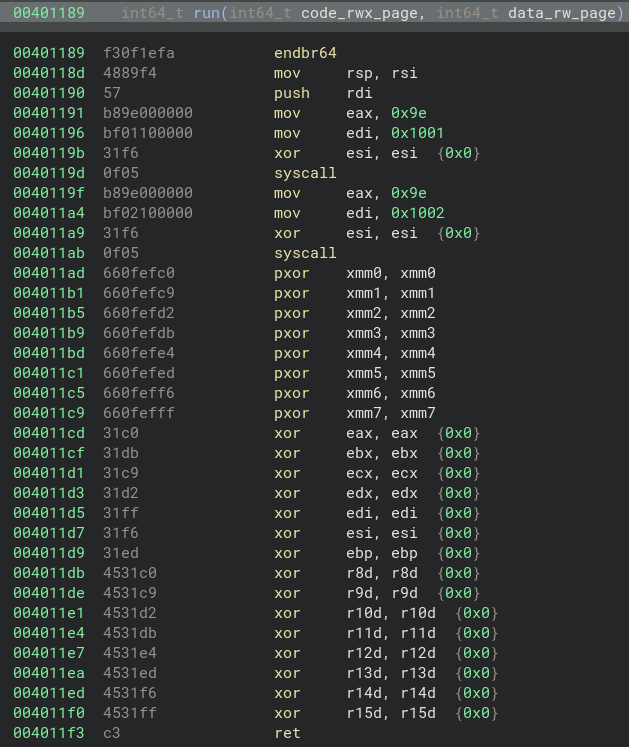 00401189    int64_t run(int64_t code_rwx_page, int64_t data_rw_page)
00401189  f30f1efa           endbr64
0040118d  4889f4             mov     rsp, rsi
00401190  57                 push    rdi
00401191  b89e000000         mov     eax, 0x9e
00401196  bf01100000         mov     edi, 0x1001
0040119b  31f6               xor     esi, esi  {0x0}
0040119d  0f05               syscall
0040119f  b89e000000         mov     eax, 0x9e
004011a4  bf02100000         mov     edi, 0x1002
004011a9  31f6               xor     esi, esi  {0x0}
004011ab  0f05               syscall
004011ad  660fefc0           pxor    xmm0, xmm0
004011b1  660fefc9           pxor    xmm1, xmm1
004011b5  660fefd2           pxor    xmm2, xmm2
004011b9  660fefdb           pxor    xmm3, xmm3
004011bd  660fefe4           pxor    xmm4, xmm4
004011c1  660fefed           pxor    xmm5, xmm5
004011c5  660feff6           pxor    xmm6, xmm6
004011c9  660fefff           pxor    xmm7, xmm7
004011cd  31c0               xor     eax, eax  {0x0}
004011cf  31db               xor     ebx, ebx  {0x0}
004011d1  31c9               xor     ecx, ecx  {0x0}
004011d3  31d2               xor     edx, edx  {0x0}
004011d5  31ff               xor     edi, edi  {0x0}
004011d7  31f6               xor     esi, esi  {0x0}
004011d9  31ed               xor     ebp, ebp  {0x0}
004011db  4531c0             xor     r8d, r8d  {0x0}
004011de  4531c9             xor     r9d, r9d  {0x0}
004011e1  4531d2             xor     r10d, r10d  {0x0}
004011e4  4531db             xor     r11d, r11d  {0x0}
004011e7  4531e4             xor     r12d, r12d  {0x0}
004011ea  4531ed             xor     r13d, r13d  {0x0}
004011ed  4531f6             xor     r14d, r14d  {0x0}
004011f0  4531ff             xor     r15d, r15d  {0x0}
004011f3  c3                 ret